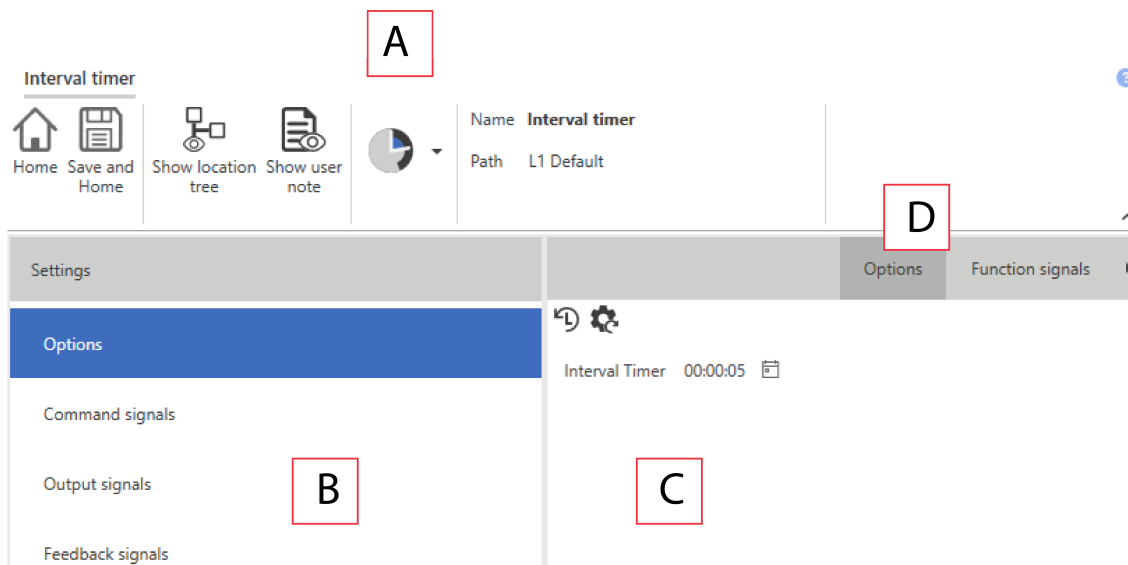 A
Interval timer
?
Home
Save and
Home
Show location
tree
Show user
note
Name Interval timer
Path L1 Default
D
Settings
Options Function signals
Options
Interval Timer 00:00:05
Command signals
Output signals
B
C
Feedback signals